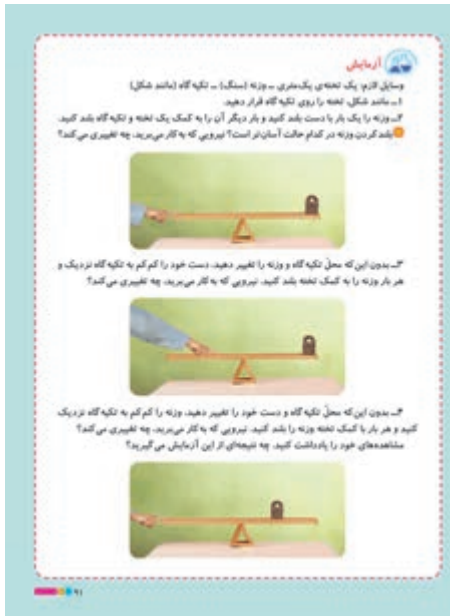 آزمایش
وسایل لازم: یک تخته‌ی یک‌متری ــ وزنه (سنگ) ــ تکیه گاه (مانند شکل)
۱ــ مانند شکل، تخته را روی تکیه گاه قرار دهید.
۲ــ وزنه را یک بار با دست بلند کنید و بار دیگر آن را به کمک یک تخته و تکیه گاه بلند کنید.
بلند کردن وزنه در کدام حالت آسان‌تر است؟ نیرویی که به کار می‌برید، چه تغییری می‌کند؟
۳ــ بدون این‌که محلّ تکیه گاه و وزنه را تغییر دهید، دست خود را کم‌کم به تکیه گاه نزدیک و
هر بار وزنه را به کمک تخته بلند کنید. نیرویی که به کار می‌برید، چه تغییری می‌کند؟
۴ــ بدون این‌که محلّ تکیه گاه و دست خود را تغییر دهید، وزنه را کم‌کم به تکیه گاه نزدیک
کنید و هر بار با کمک تخته وزنه را بلند کنید. نیرویی که به کار می‌برید، چه تغییری می‌کند؟
مشاهده‌های خود را یادداشت کنید. چه نتیجه‌ای از این آزمایش می‌گیرید؟
۹۱